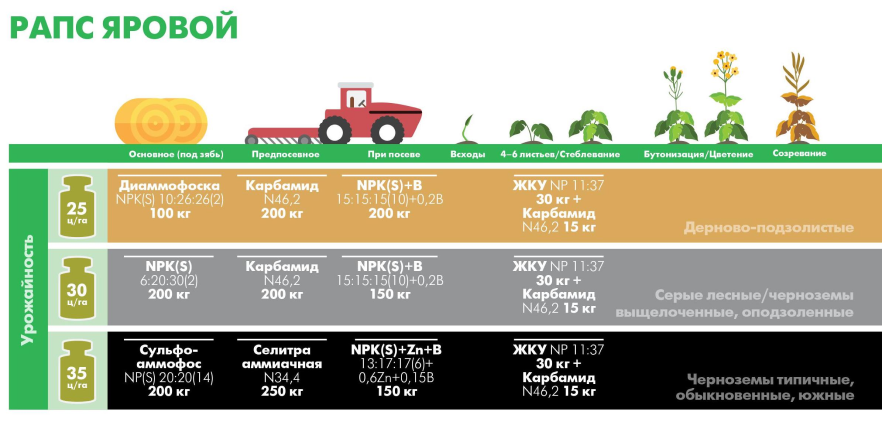 РАПС ЯРОВОЙ
Основное (под зябь)
Предпосевное
При посеве
Всходы
4–6 листьев/Стеблевание
Бутонизация/Цветение
Созревание
Урожайность
25
ц/га
Диаммофоска
NPK(S) 10:26:26(2)
100 кг
Карбамид
N46,2
200 кг
NPK(S)+B
15:15:15(10)+0,2B
200 кг
ЖКУ NP 11:37
30 кг +
Карбамид
N46,2 15 кг
Дерново-подзолистые
30
ц/га
NPK(S)
6:20:30(2)
200 кг
Карбамид
N46,2
200 кг
NPK(S)+B
15:15:15(10)+0,2B
150 кг
ЖКУ NP 11:37
30 кг +
Карбамид
N46,2 15 кг
Серые лесные/черноземы
выщелоченные, оподзоленные
35
ц/га
Сульфо-
аммофос
NP(S) 20:20(14)
200 кг
Селитра
аммиачная
N34,4
250 кг
NPK(S)+Zn+B
13:17:17(6)+
0,6Zn+0,15B
150 кг
ЖКУ NP 11:37
30 кг +
Карбамид
N46,2 15 кг
Черноземы типичные,
обыкновенные, южные